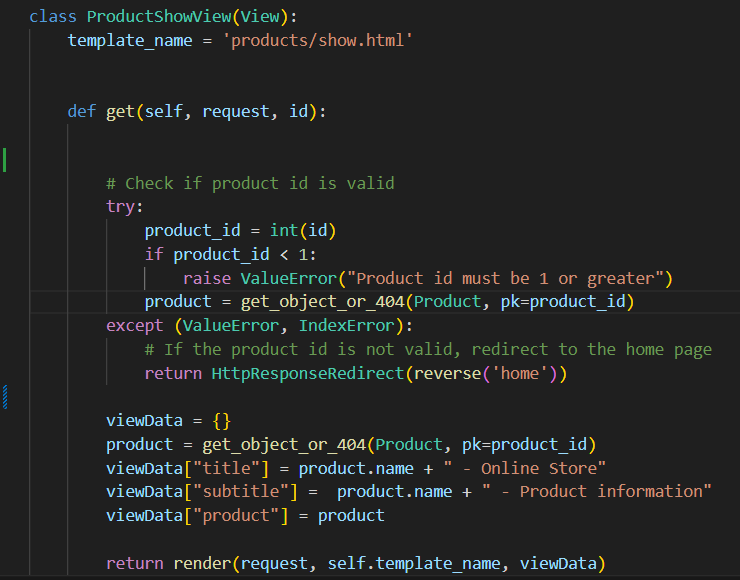 class ProductShowView(View):
    template_name = 'products/show.html'
    def get(self, request, id):
        # Check if product id is valid
        try:
            product_id = int(id)
            if product_id < 1:
                raise ValueError("Product id must be 1 or greater")
            product = get_object_or_404(Product, pk=product_id)
        except (ValueError, IndexError):
            # If the product id is not valid, redirect to the home page
            return HttpResponseRedirect(reverse('home'))
        viewData = {}
        product = get_object_or_404(Product, pk=product_id)
        viewData["title"] = product.name + " - Online Store"
        viewData["subtitle"] =  product.name + " - Product information"
        viewData["product"] = product
        return render(request, self.template_name, viewData)